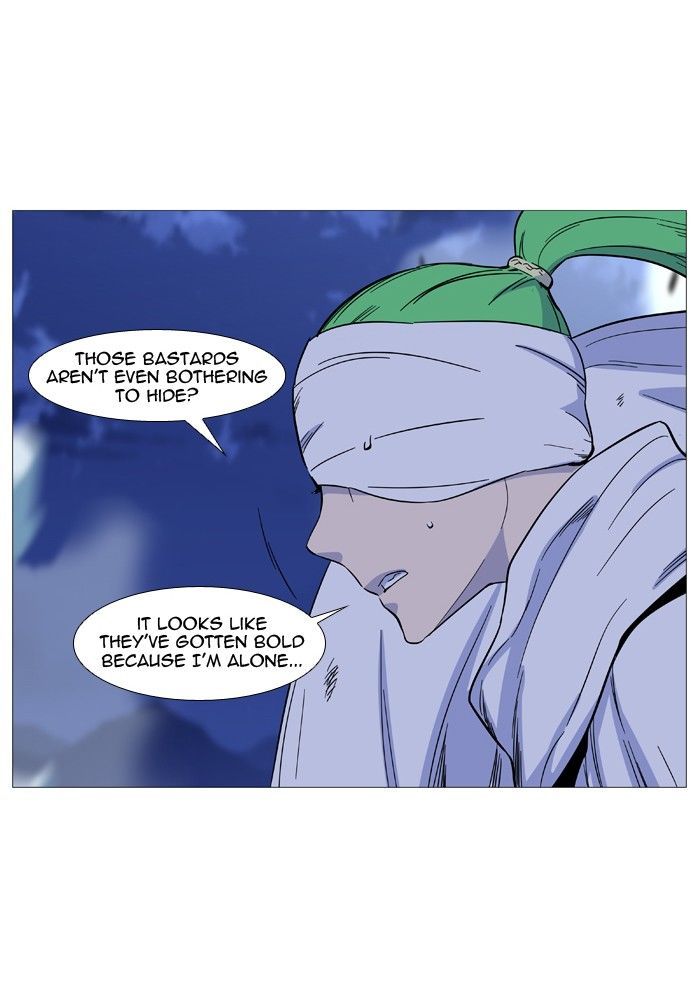 THOSE BASTARDS
AREN'T EVEN BOTHERING
TO HIDE?
IT LOOKS LIKE
THEY'VE GOTTEN BOLD
BECAUSE I'M ALONE...